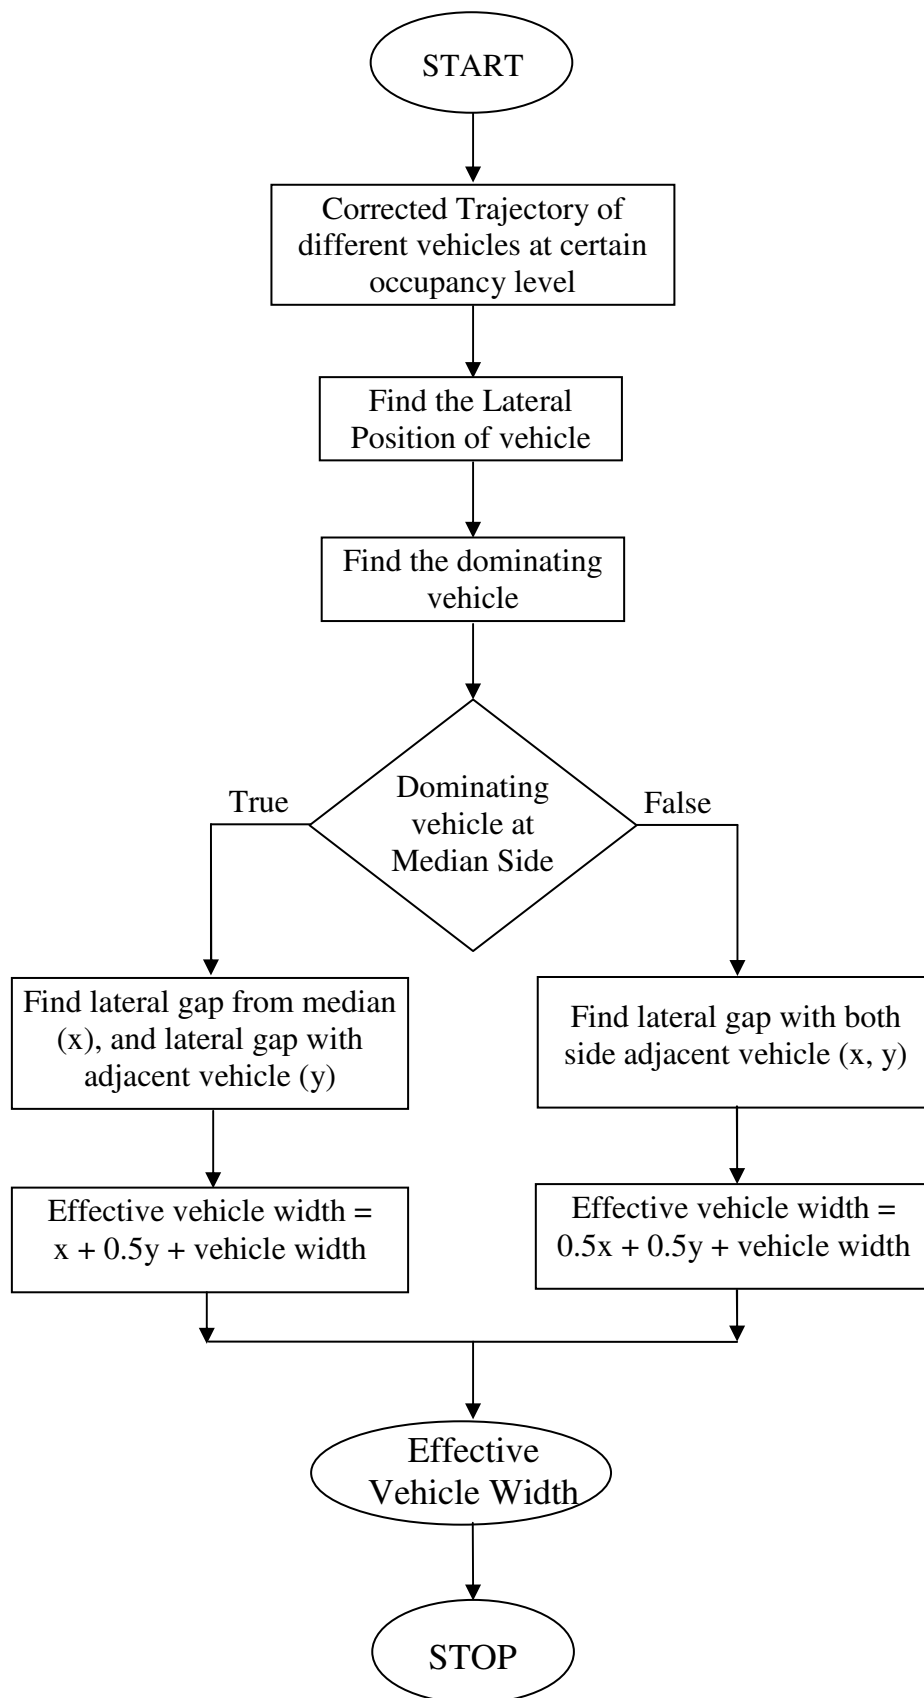 START
Corrected Trajectory of
different vehicles at certain
occupancy level
Find the Lateral
Position of vehicle
Find the dominating
vehicle
Dominating
vehicle at
Median Side
True
False
Find lateral gap from median
(x), and lateral gap with
adjacent vehicle (y)
Find lateral gap with both
side adjacent vehicle (x, y)
Effective vehicle width =
x + 0.5y + vehicle width
Effective vehicle width =
0.5x + 0.5y + vehicle width
Effective
Vehicle Width
STOP